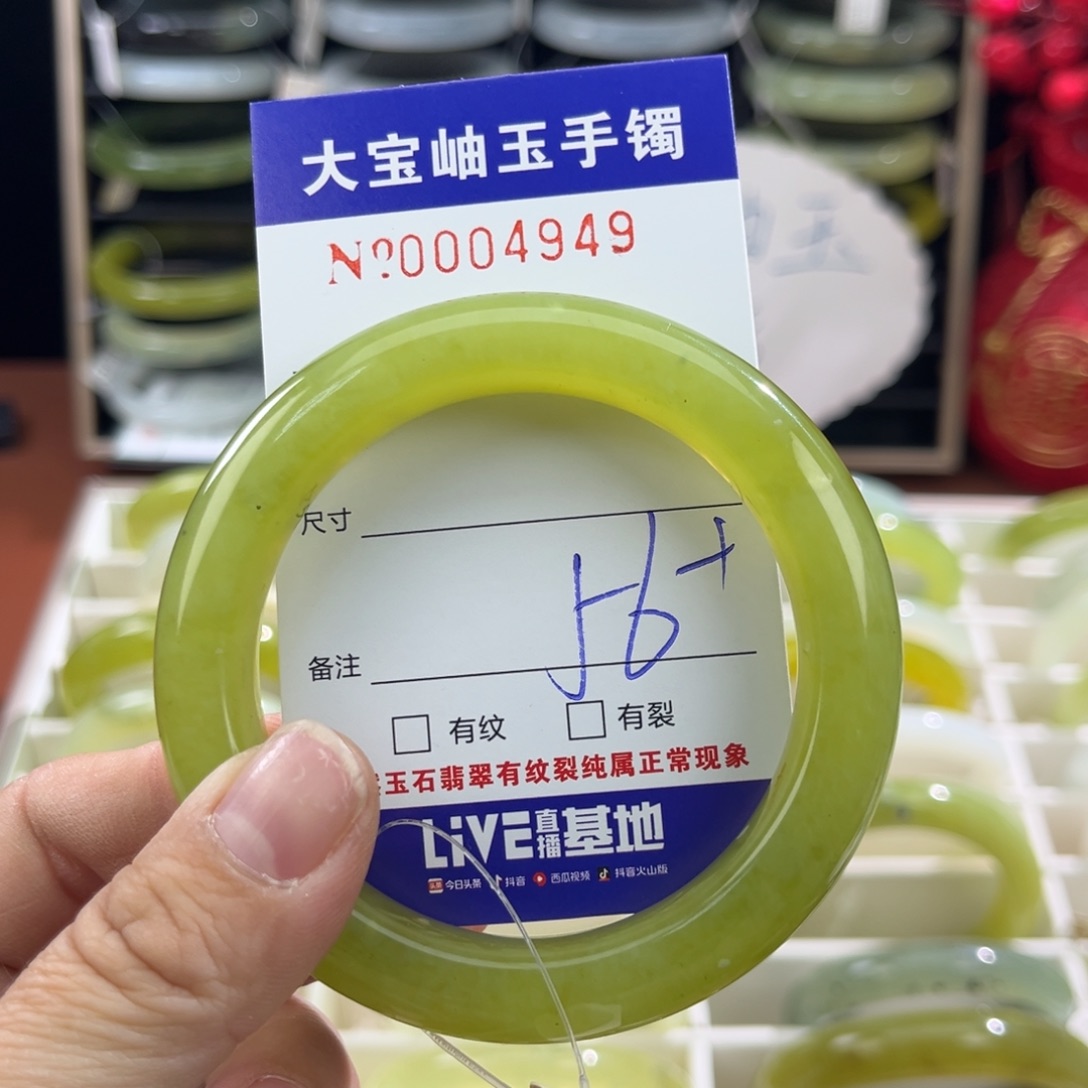 大宝岫玉手镯
Nº0004949
尺寸
56+
备注
有纹 有裂
玉石翡翠有纹裂纯属正常现象
LiVE直播基地
今日头条 抖音 西瓜视频 抖音火山版